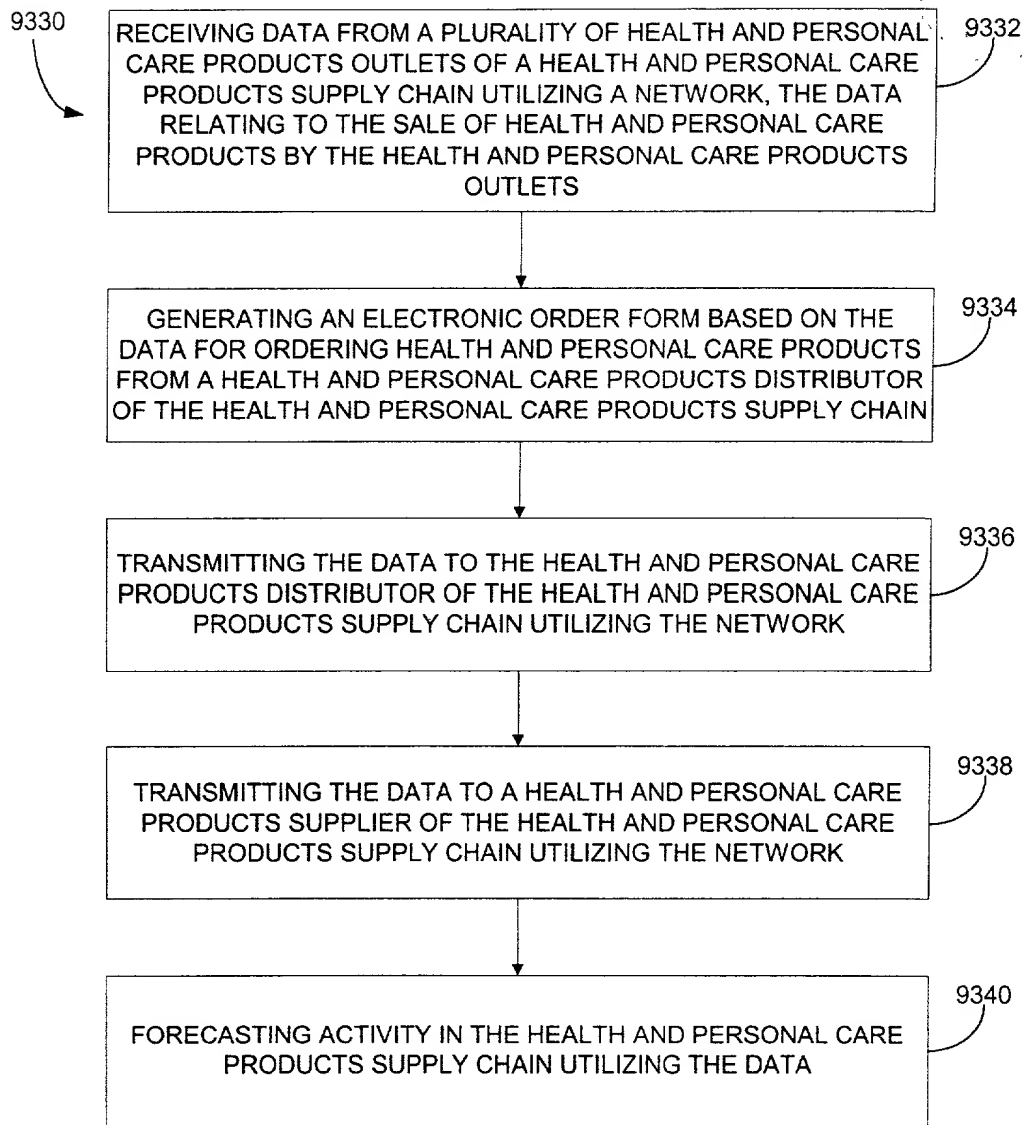 9330
RECEIVING DATA FROM A PLURALITY OF HEALTH AND PERSONAL
CARE PRODUCTS OUTLETS OF A HEALTH AND PERSONAL CARE
PRODUCTS SUPPLY CHAIN UTILIZING A NETWORK, THE DATA
RELATING TO THE SALE OF HEALTH AND PERSONAL CARE
PRODUCTS BY THE HEALTH AND PERSONAL CARE PRODUCTS
OUTLETS
9332
GENERATING AN ELECTRONIC ORDER FORM BASED ON THE
DATA FOR ORDERING HEALTH AND PERSONAL CARE PRODUCTS
FROM A HEALTH AND PERSONAL CARE PRODUCTS DISTRIBUTOR
OF THE HEALTH AND PERSONAL CARE PRODUCTS SUPPLY CHAIN
9334
TRANSMITTING THE DATA TO THE HEALTH AND PERSONAL CARE
PRODUCTS DISTRIBUTOR OF THE HEALTH AND PERSONAL CARE
PRODUCTS SUPPLY CHAIN UTILIZING THE NETWORK
9336
TRANSMITTING THE DATA TO A HEALTH AND PERSONAL CARE
PRODUCTS SUPPLIER OF THE HEALTH AND PERSONAL CARE
PRODUCTS SUPPLY CHAIN UTILIZING THE NETWORK
9338
FORECASTING ACTIVITY IN THE HEALTH AND PERSONAL CARE
PRODUCTS SUPPLY CHAIN UTILIZING THE DATA
9340